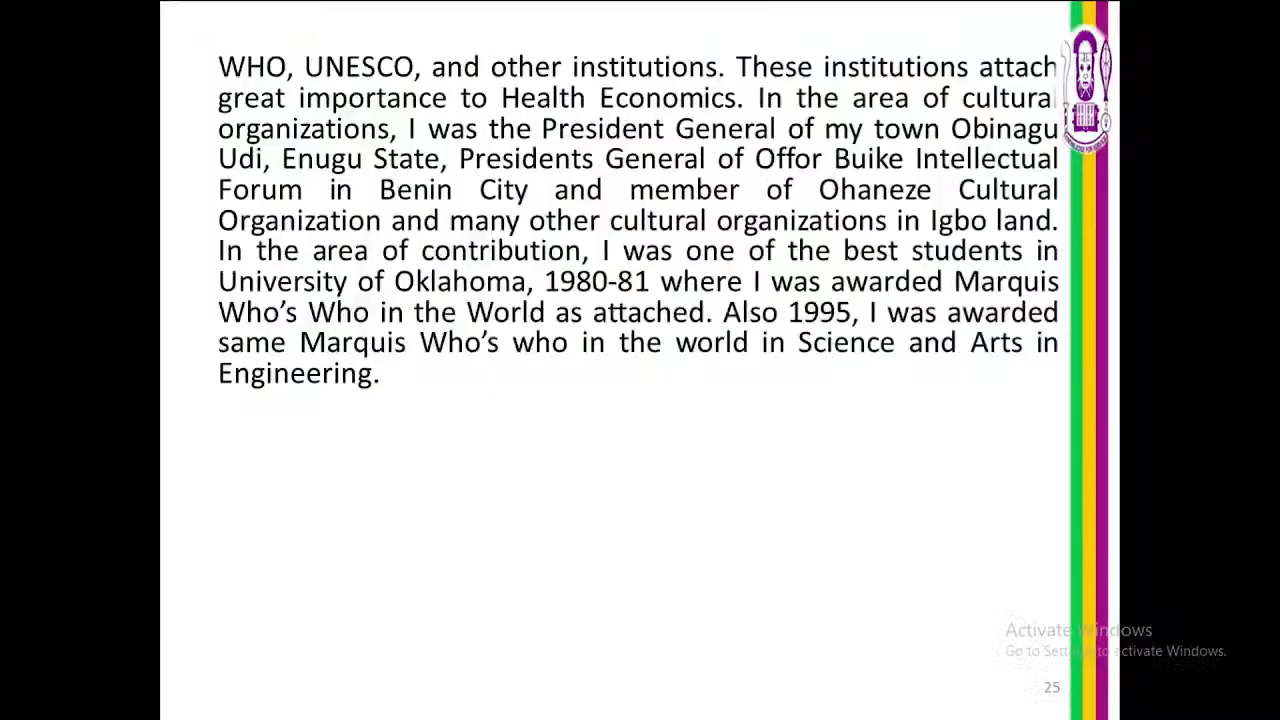 WHO, UNESCO, and other institutions. These institutions attach
great importance to Health Economics. In the area of cultural
organizations, I was the President General of my town Obinagu
Udi, Enugu State, Presidents General of Offor Buike Intellectual
Forum in Benin City and member of Ohaneze Cultural
Organization and many other cultural organizations in Igbo land.
In the area of contribution, I was one of the best students in
University of Oklahoma, 1980-81 where I was awarded Marquis
Who's Who in the World as attached. Also 1995, I was awarded
same Marquis Who's who in the world in Science and Arts in
Engineering.
Activate Windows
Go to Settings to activate Windows.
25